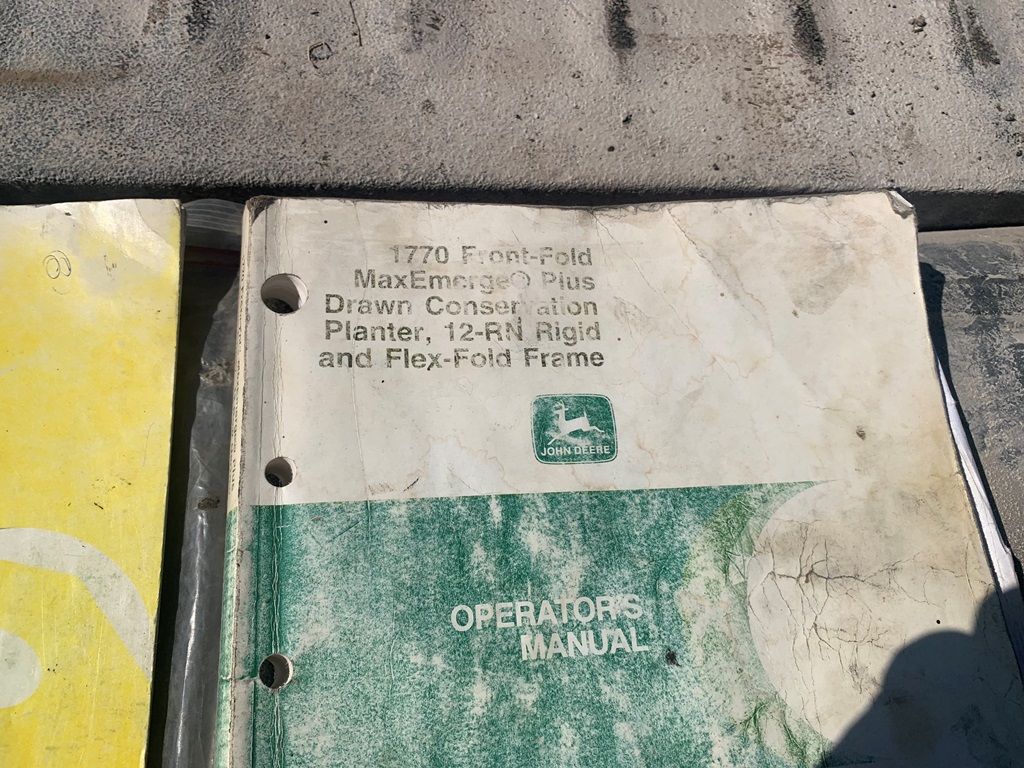 1770 Front-Fold
MaxEmerge® Plus
Drawn Conservation
Planter, 12-RN Rigid
and Flex-Fold Frame
JOHN DEERE
OPERATOR'S
MANUAL